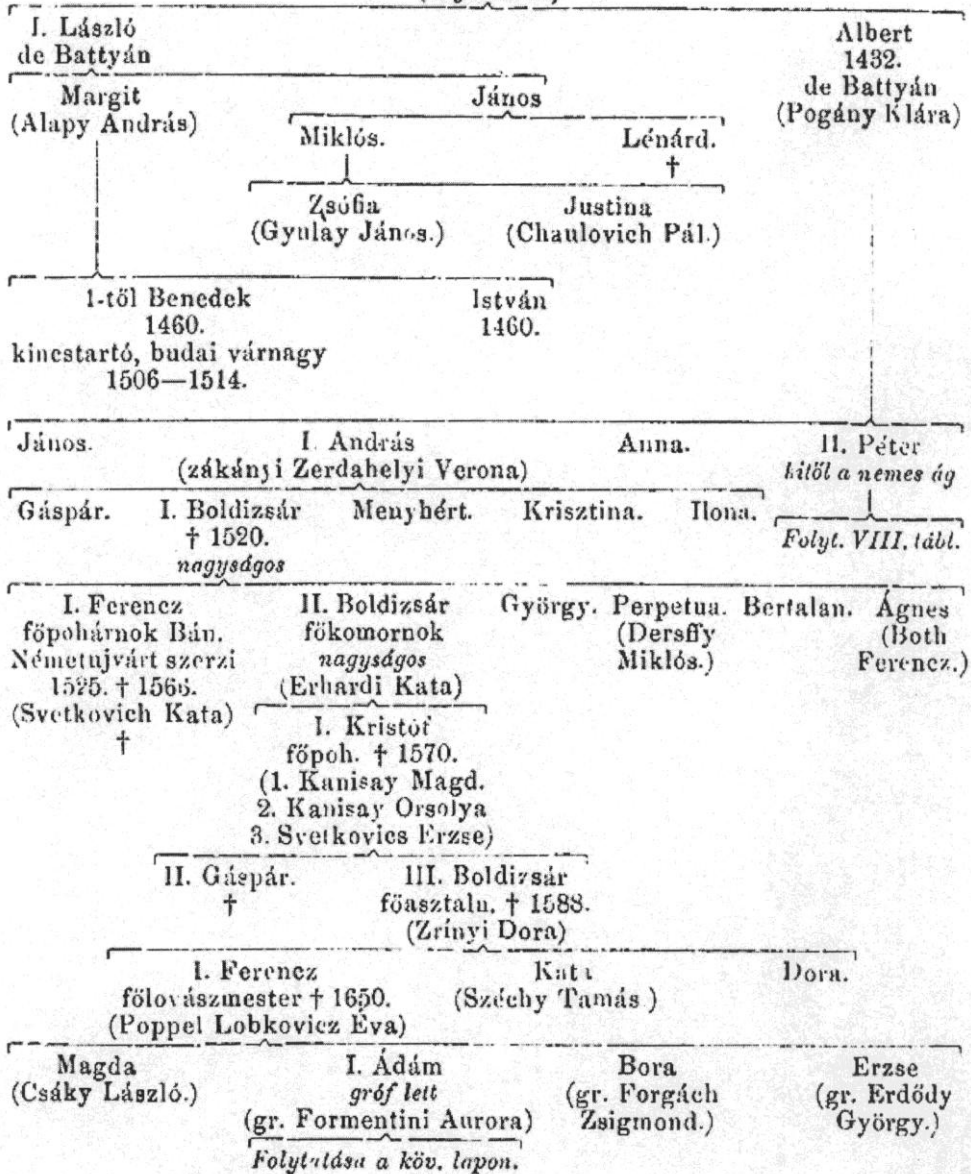 I. László
de Battyán
Albert
1432.
de Battyán
(Pogány Klára)
Margit
(Alapy András)
János
Miklós.
Lénárd.
†
Zsófia
(Gyulay János.)
Justina
(Chaulovich Pál.)
1-től Benedek
1460.
kincstartó, budai várnagy
1506—1514.
István
1460.
János.
I. András
(zákányi Zerdahelyi Verona)
Anna.
II. Péter
kitől a nemes ág
Folyt. VIII. tábl.
Gáspár.
I. Boldizsár
† 1520.
nagyságos
Menyhért.
Krisztina.
Ilona.
I. Ferencz
főpohárnok Bán.
Németujvárt szerzi
1525. † 1566.
(Svetkovich Kata)
†
II. Boldizsár
főkomornok
nagyságos
(Erhardi Kata)
György.
Perpetua.
(Dersffy
Miklós.)
Bertalan.
Ágnes
(Both
Ferencz.)
I. Kristóf
főpoh. † 1570.
(1. Kanisay Magd.
2. Kanisay Orsolya
3. Svetkovics Erzse)
II. Gáspár.
†
III. Boldizsár
főasztaln. † 1588.
(Zrínyi Dora)
I. Ferencz
főlovászmester † 1650.
(Poppel Lobkovicz Éva)
Kata
(Széchy Tamás )
Dora.
Magda
(Csáky László.)
I. Ádám
gróf lett
(gr. Formentini Aurora)
Folytatása a köv. lapon.
Bora
(gr. Forgách
Zsigmond.)
Erzse
(gr. Erdődy
György.)